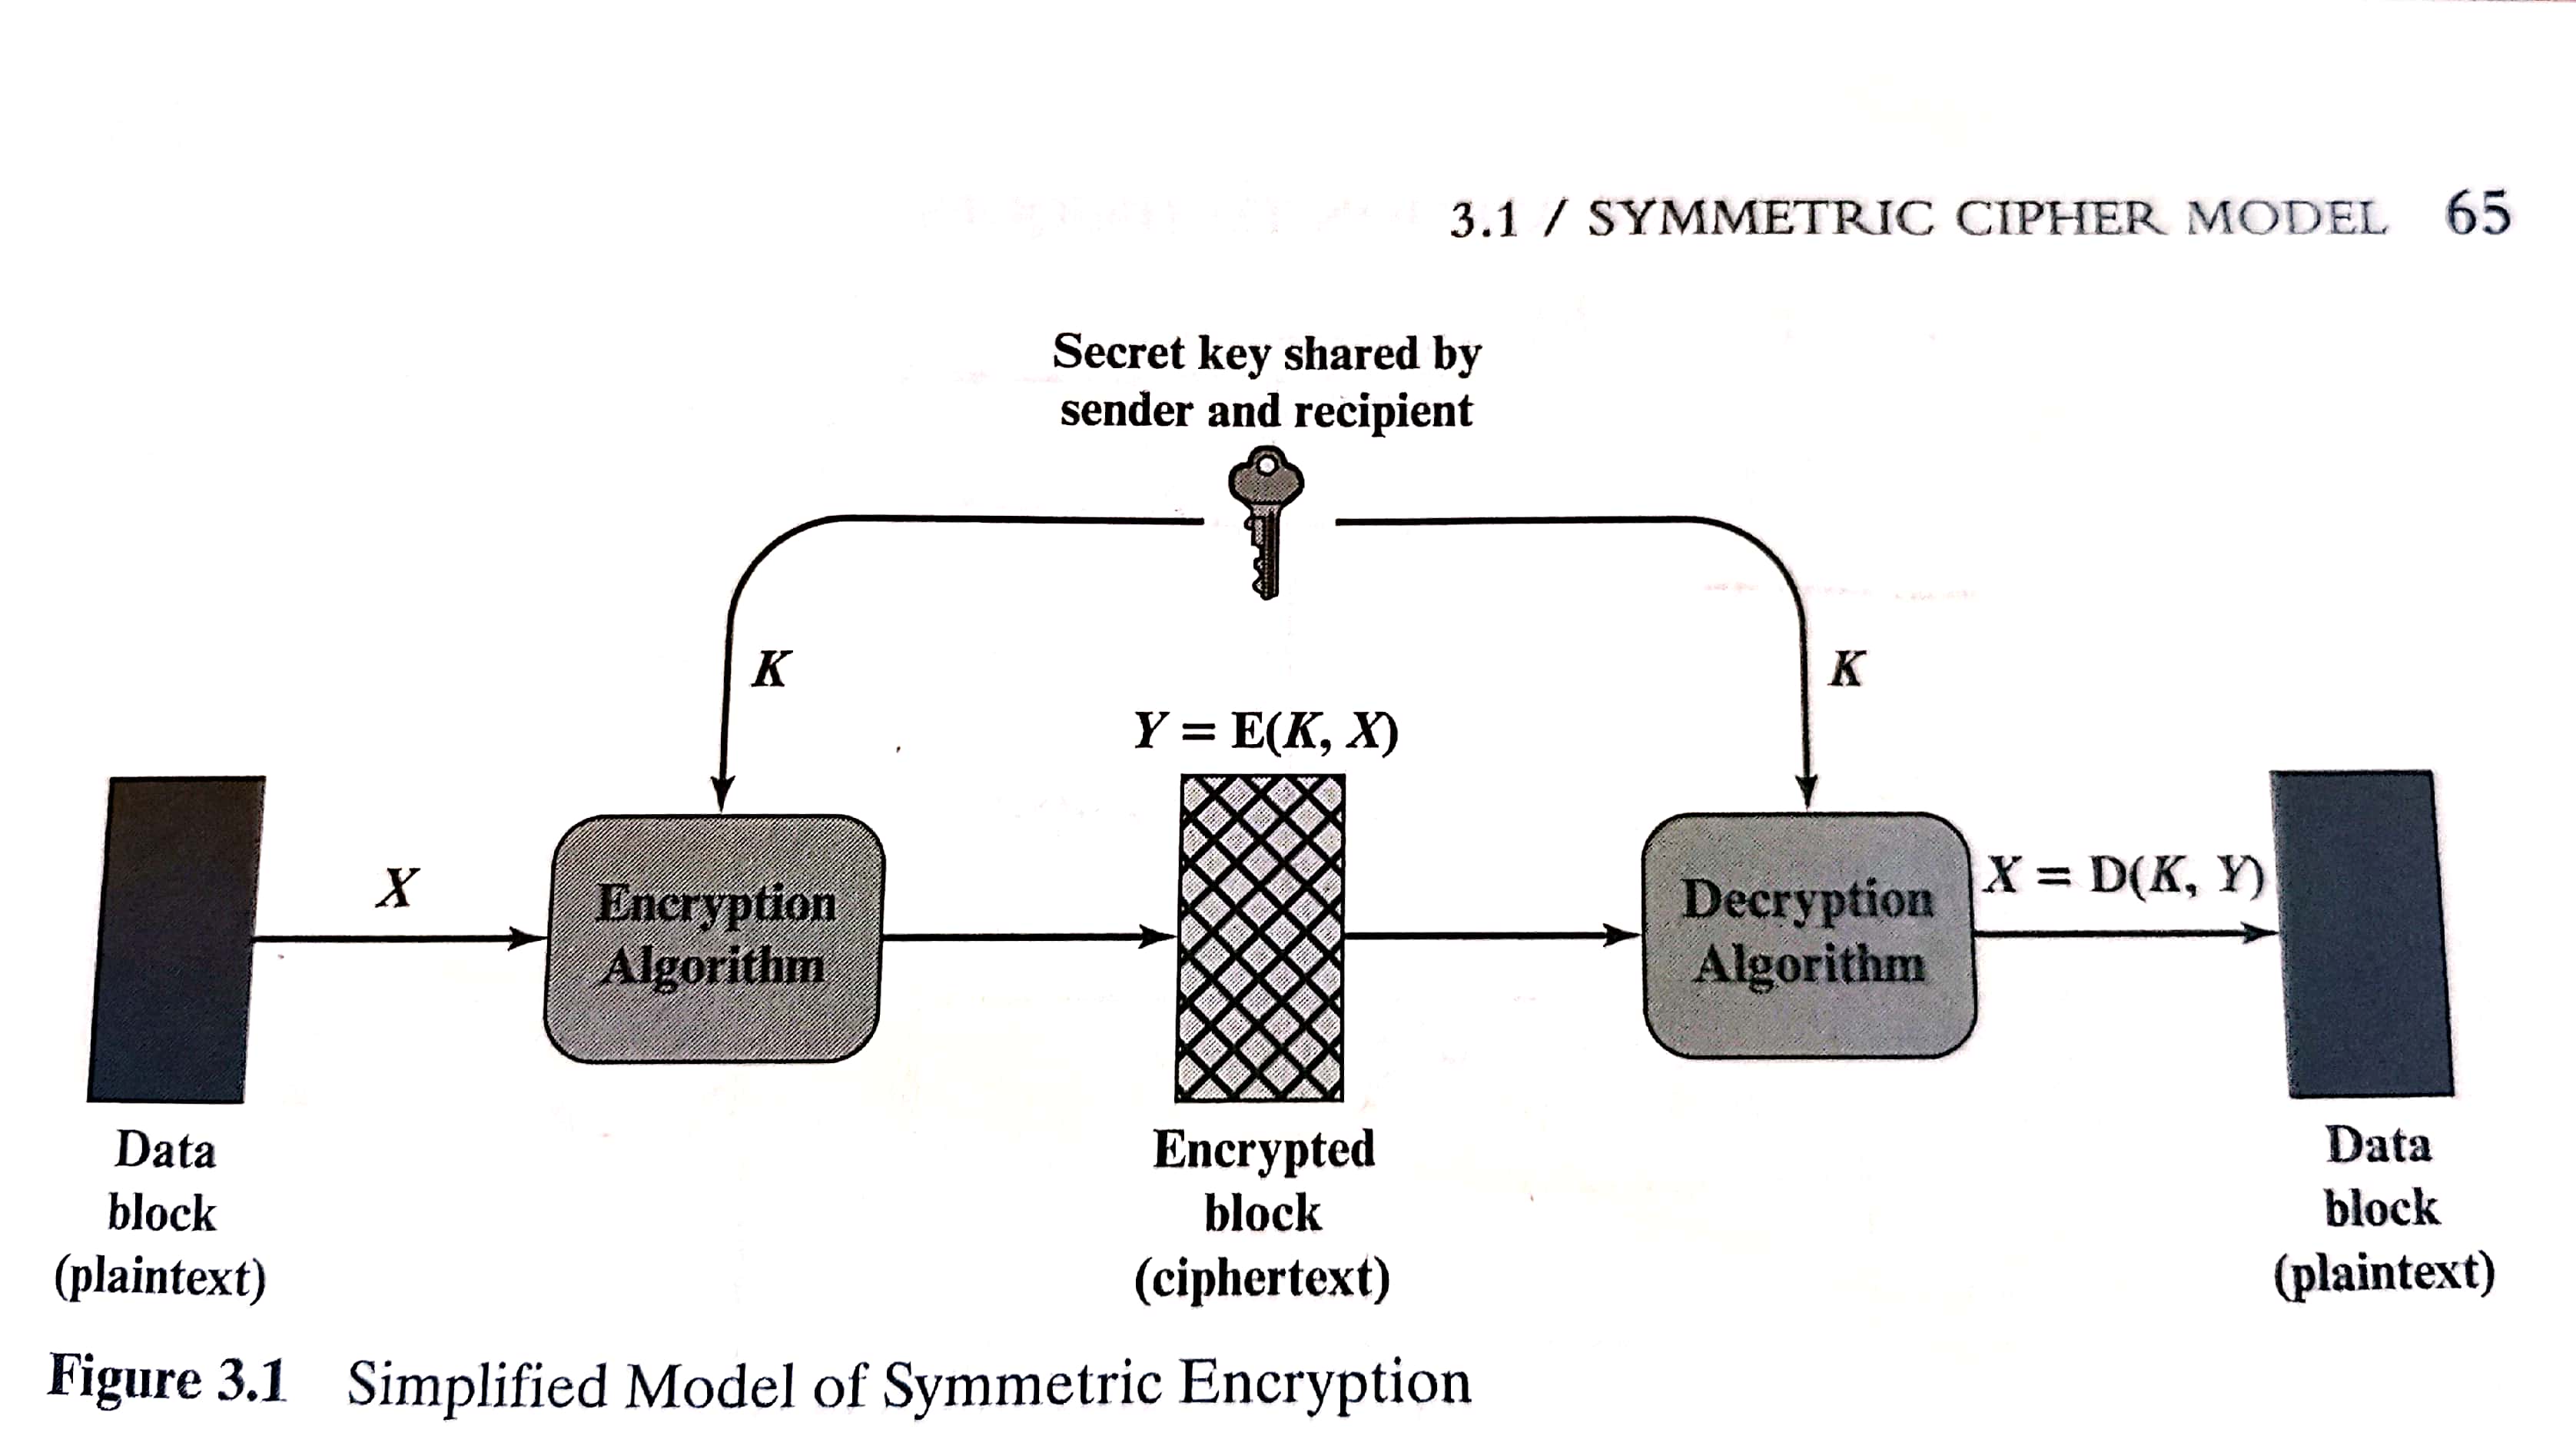 3.1 / SYMMETRIC CIPHER MODEL 65
Secret key shared by
sender and recipient
K
K
Y = E(K, X)
X
Encryption
Algorithm
Decryption
Algorithm
X = D(K, Y)
Data
block
(plaintext)
Encrypted
block
(ciphertext)
Data
block
(plaintext)
Figure 3.1 Simplified Model of Symmetric Encryption